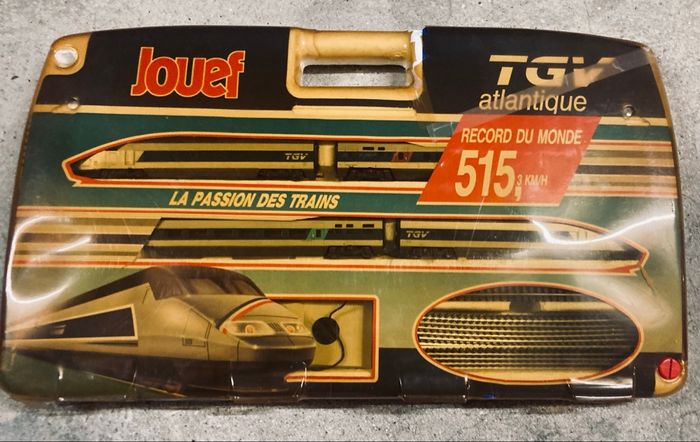 Jouef
TGV
atlantique
RECORD DU MONDE
515,3 KM/H
TGV
LA PASSION DES TRAINS
TGV